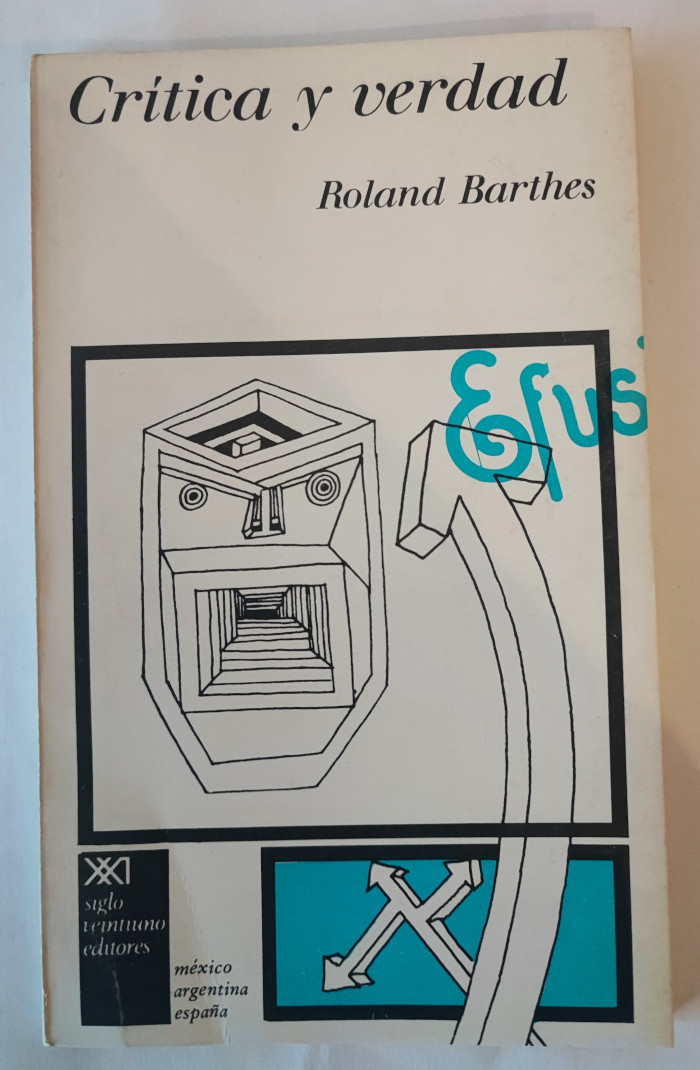 Crítica y verdad
Roland Barthes
Efus
XXI
siglo
veintiuno
editores
méxico
argentina
españa